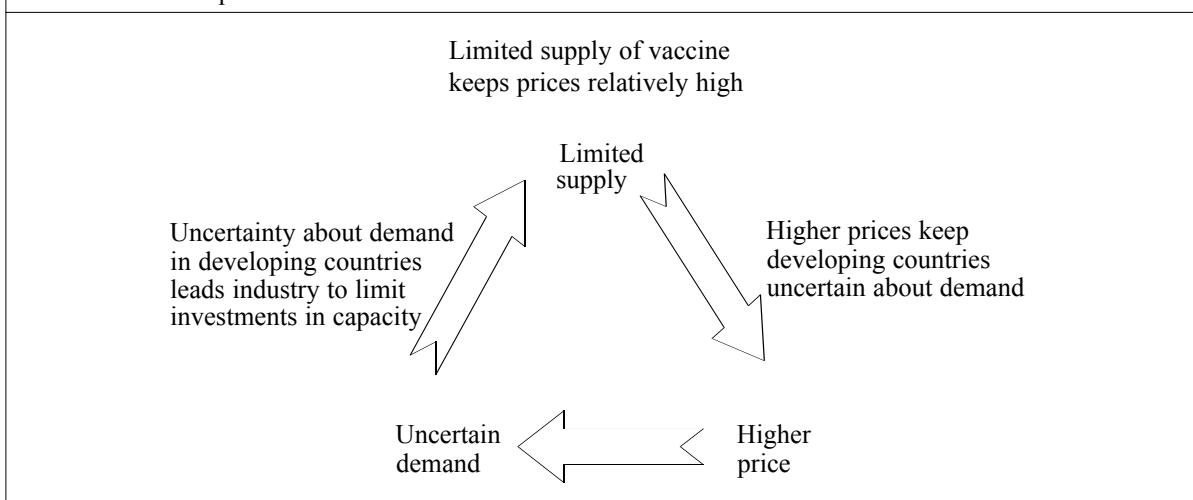 Limited supply of vaccine
keeps prices relatively high
Limited
supply
Uncertainty about demand
in developing countries
leads industry to limit
investments in capacity
Higher prices keep
developing countries
uncertain about demand
Uncertain
demand
Higher
price